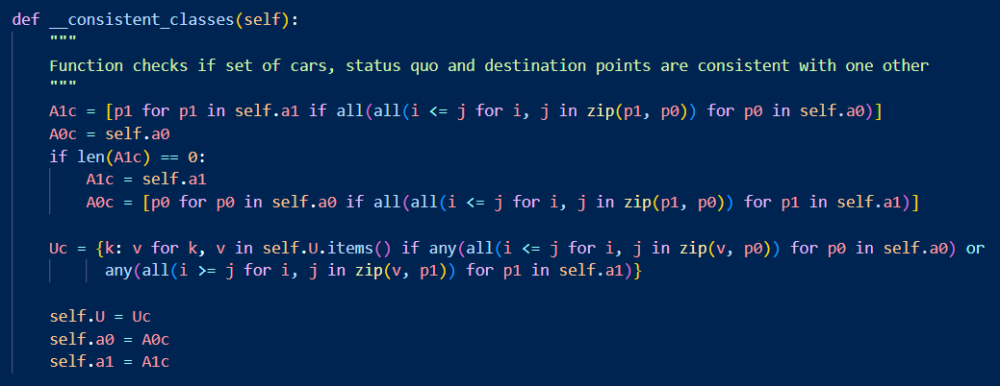 def __consistent_classes(self):
    """
    Function checks if set of cars, status quo and destination points are consistent with one other
    """
    A1c = [p1 for p1 in self.a1 if all(all(i <= j for i, j in zip(p1, p0)) for p0 in self.a0)]
    A0c = self.a0
    if len(A1c) == 0:
        A1c = self.a1
        A0c = [p0 for p0 in self.a0 if all(all(i <= j for i, j in zip(p1, p0)) for p1 in self.a1)]

    Uc = {k: v for k, v in self.U.items() if any(all(i <= j for i, j in zip(v, p0)) for p0 in self.a0) or
          any(all(i >= j for i, j in zip(v, p1)) for p1 in self.a1)}

    self.U = Uc
    self.a0 = A0c
    self.a1 = A1c